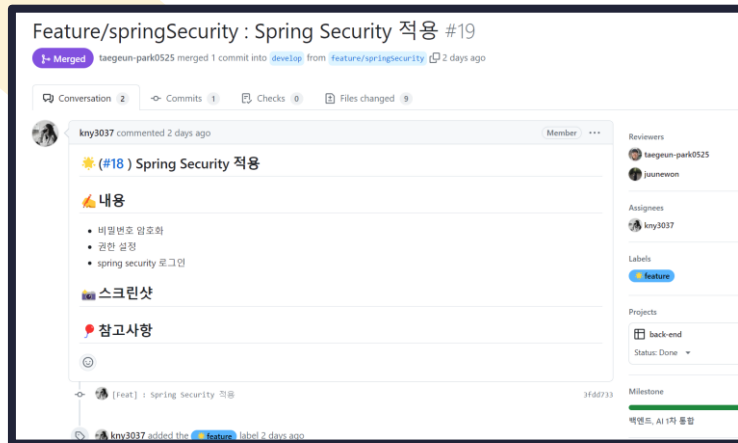 Feature/springSecurity : Spring Security 적용 #19
Merged taegeun-park0525 merged 1 commit into develop from feature/springsecurity 2 days ago
Conversation 2 Commits 1 Checks 0 Files changed 9
kny3037 commented 2 days ago Member ...
(#18 ) Spring Security 적용
내용
비밀번호 암호화
권한 설정
spring security 로그인
스크린샷
참고사항
[Feat] : Spring Security 적용 3fdd733
kny3037 added the feature label 2 days ago
Reviewers
taegeun-park0525
juunewon
Assignees
kny3037
Labels
feature
Projects
back-end
Status: Done
Milestone
백엔드, AI 1차 통합